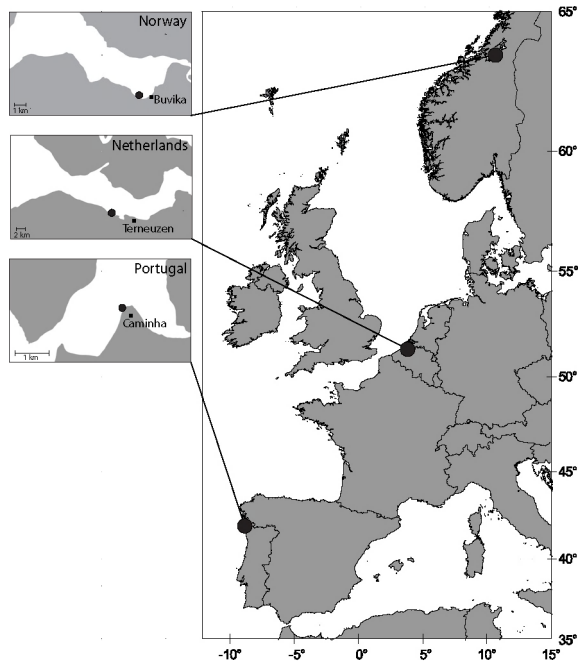 Norway
Buvika
1 km
Netherlands
Terneuzen
2 km
Portugal
Caminha
1 km
65°
60°
55°
50°
45°
40°
35°
-10°
-5°
0°
5°
10°
15°